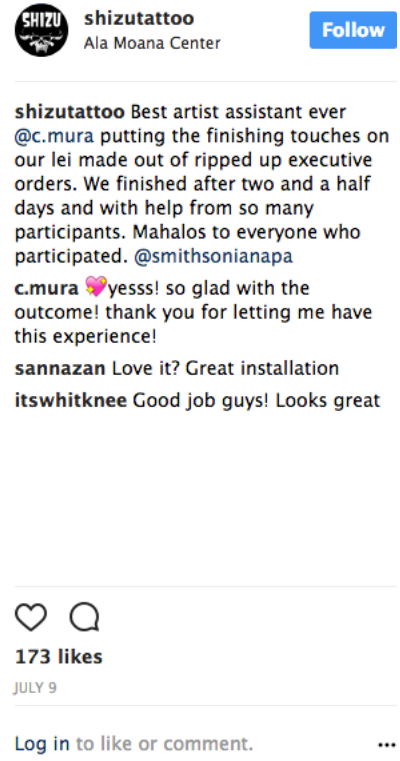 SHIZU
shizutattoo
Ala Moana Center
Follow
shizutattoo Best artist assistant ever
@c.mura putting the finishing touches on
our lei made out of ripped up executive
orders. We finished after two and a half
days and with help from so many
participants. Mahalos to everyone who
participated. @smithsonianapa
c.mura 💘yesss! so glad with the
outcome! thank you for letting me have
this experience!
sannazan Love it? Great installation
itswhitknee Good job guys! Looks great
173 likes
JULY 9
Log in to like or comment.